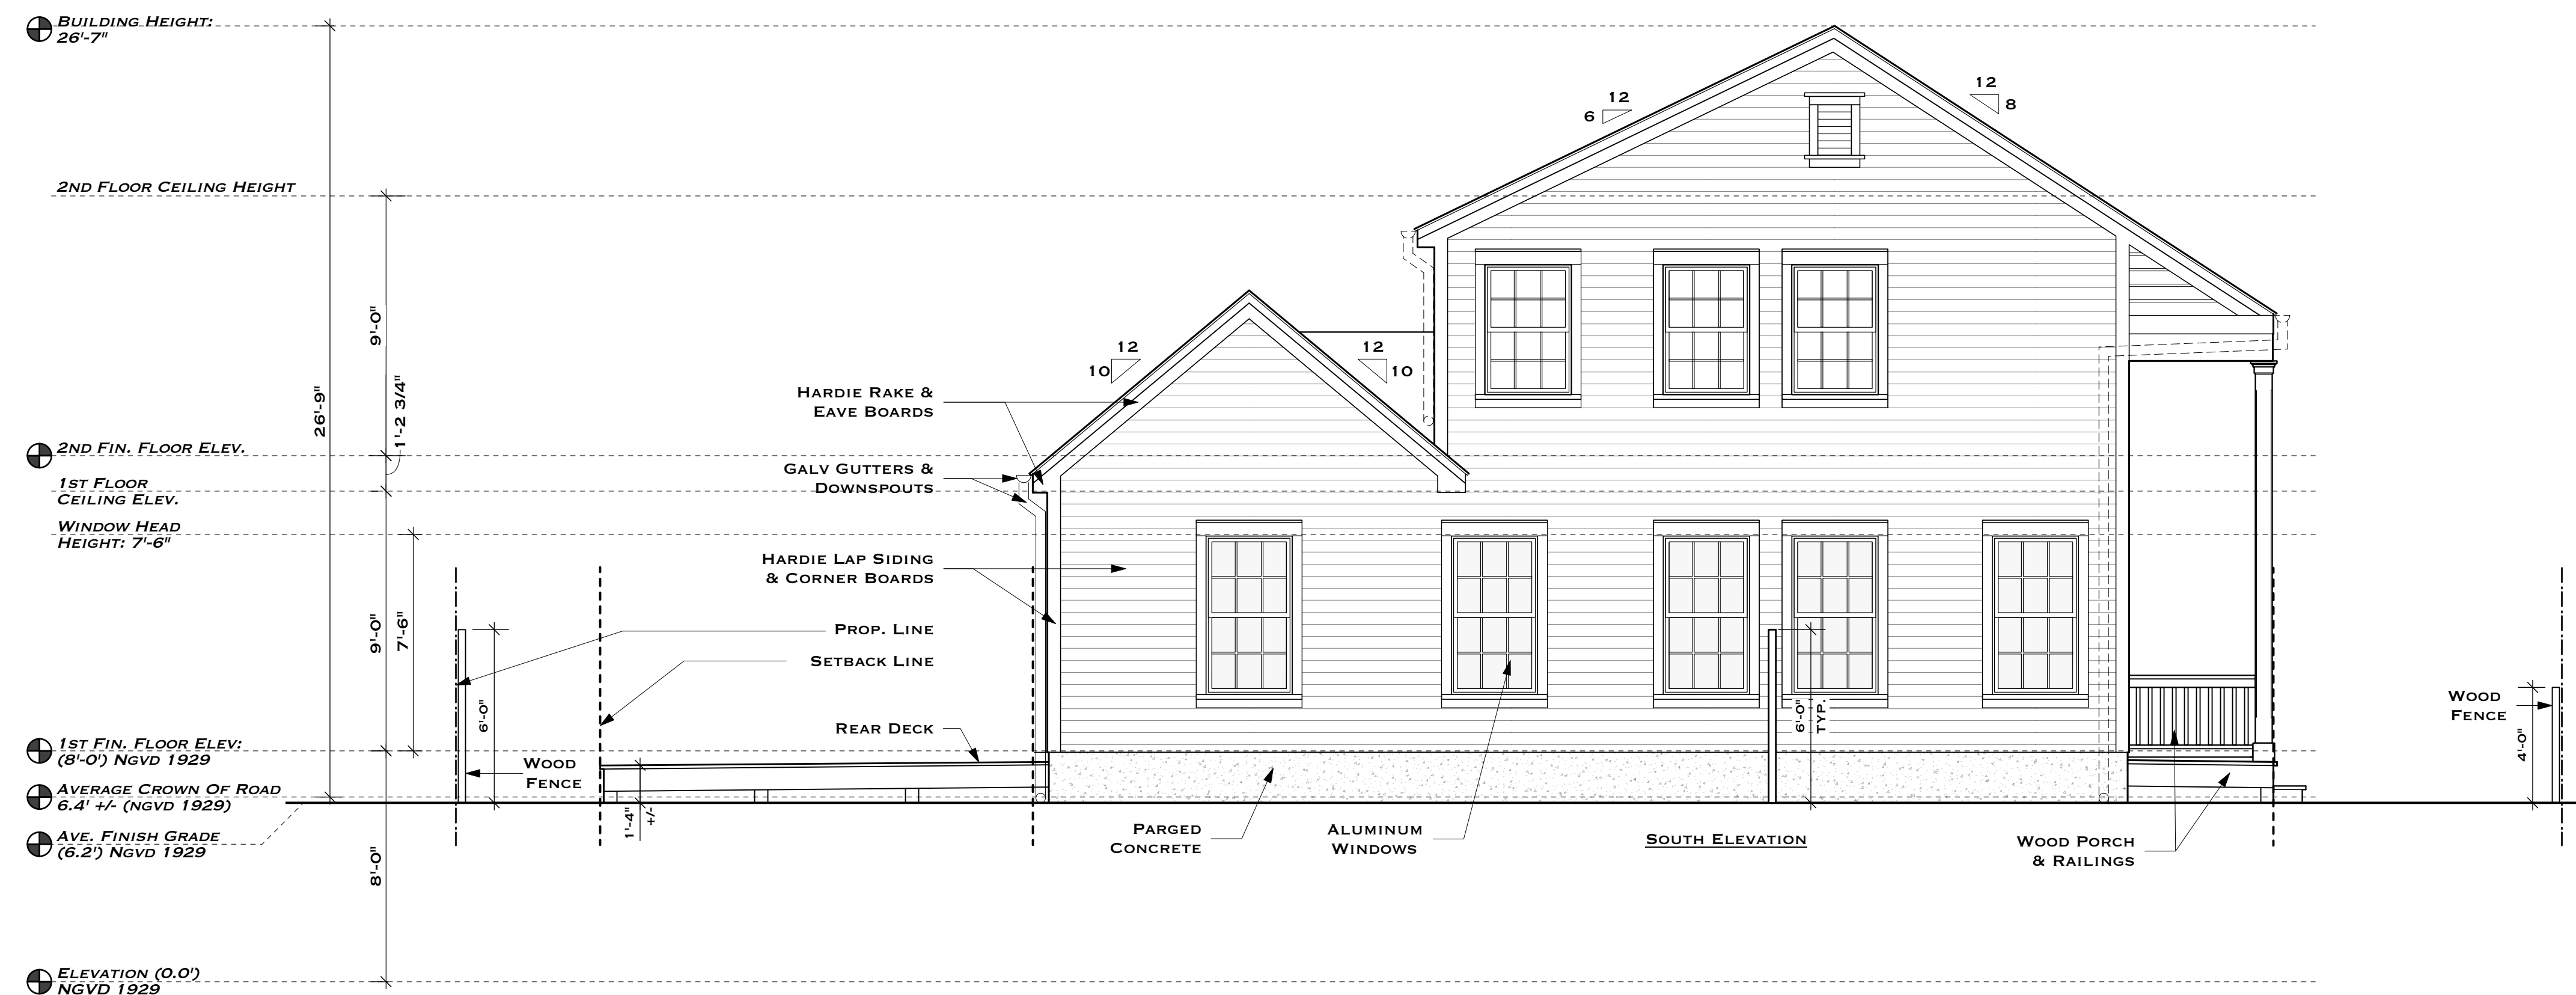 BUILDING HEIGHT:
26'-7"
2ND FLOOR CEILING HEIGHT
2ND FIN. FLOOR ELEV.
1ST FLOOR
CEILING ELEV.
WINDOW HEAD
HEIGHT: 7'-6"
1ST FIN. FLOOR ELEV:
(8'-0') NGVD 1929
AVERAGE CROWN OF ROAD
6.4' +/- (NGVD 1929)
AVE. FINISH GRADE
(6.2') NGVD 1929
ELEVATION (0.0')
NGVD 1929
26'-9"
9'-0"
1'-2 3/4"
9'-0"
7'-6"
8'-0"
6'-0"
WOOD
FENCE
1'-4"
+/-
HARDIE RAKE &
EAVE BOARDS
GALV GUTTERS &
DOWNSPOUTS
HARDIE LAP SIDING
& CORNER BOARDS
PROP. LINE
SETBACK LINE
REAR DECK
12
10
12
10
12
6
12
8
6'-0"
TYP.
PARGED
CONCRETE
ALUMINUM
WINDOWS
SOUTH ELEVATION
WOOD PORCH
& RAILINGS
WOOD
FENCE
4'-0"